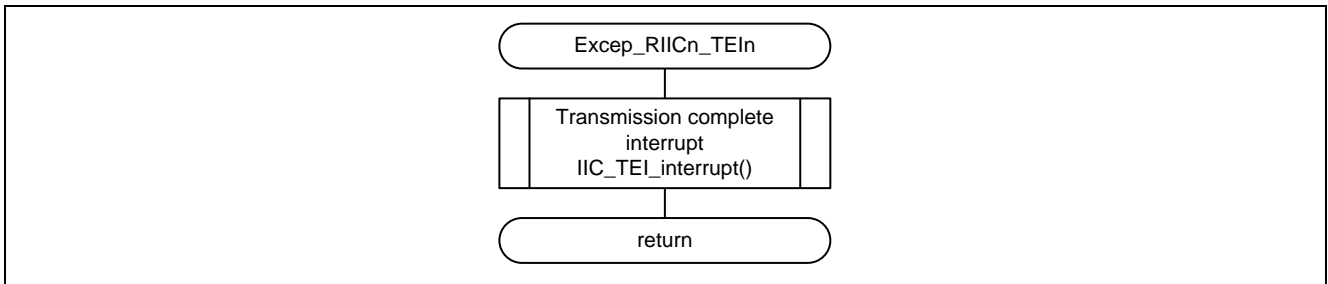 Excep_RIICn_TEIn
Transmission complete
interrupt
IIC_TEI_interrupt()
return